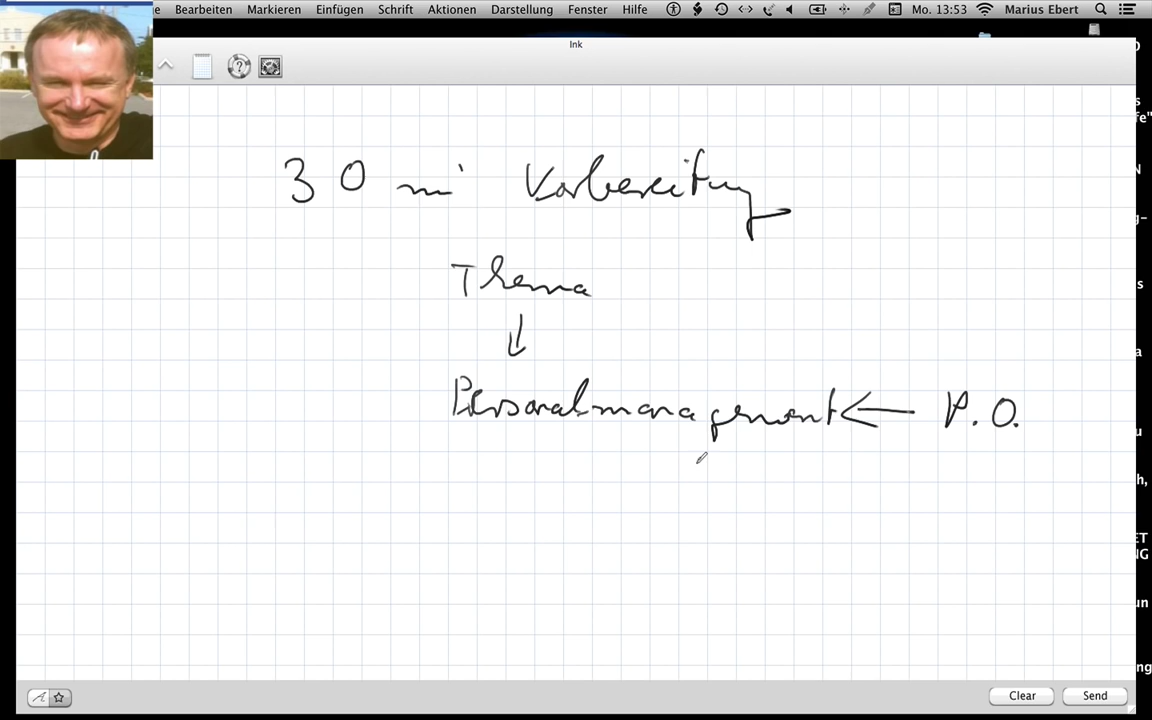 Bearbeiten Markieren Einfügen Schrift Aktionen Darstellung Fenster Hilfe Mo. 13:53 Marius Ebert
Ink
30 mi Vorbereitung
Thema
↓
Personalmanagement ← P.O.
Clear Send